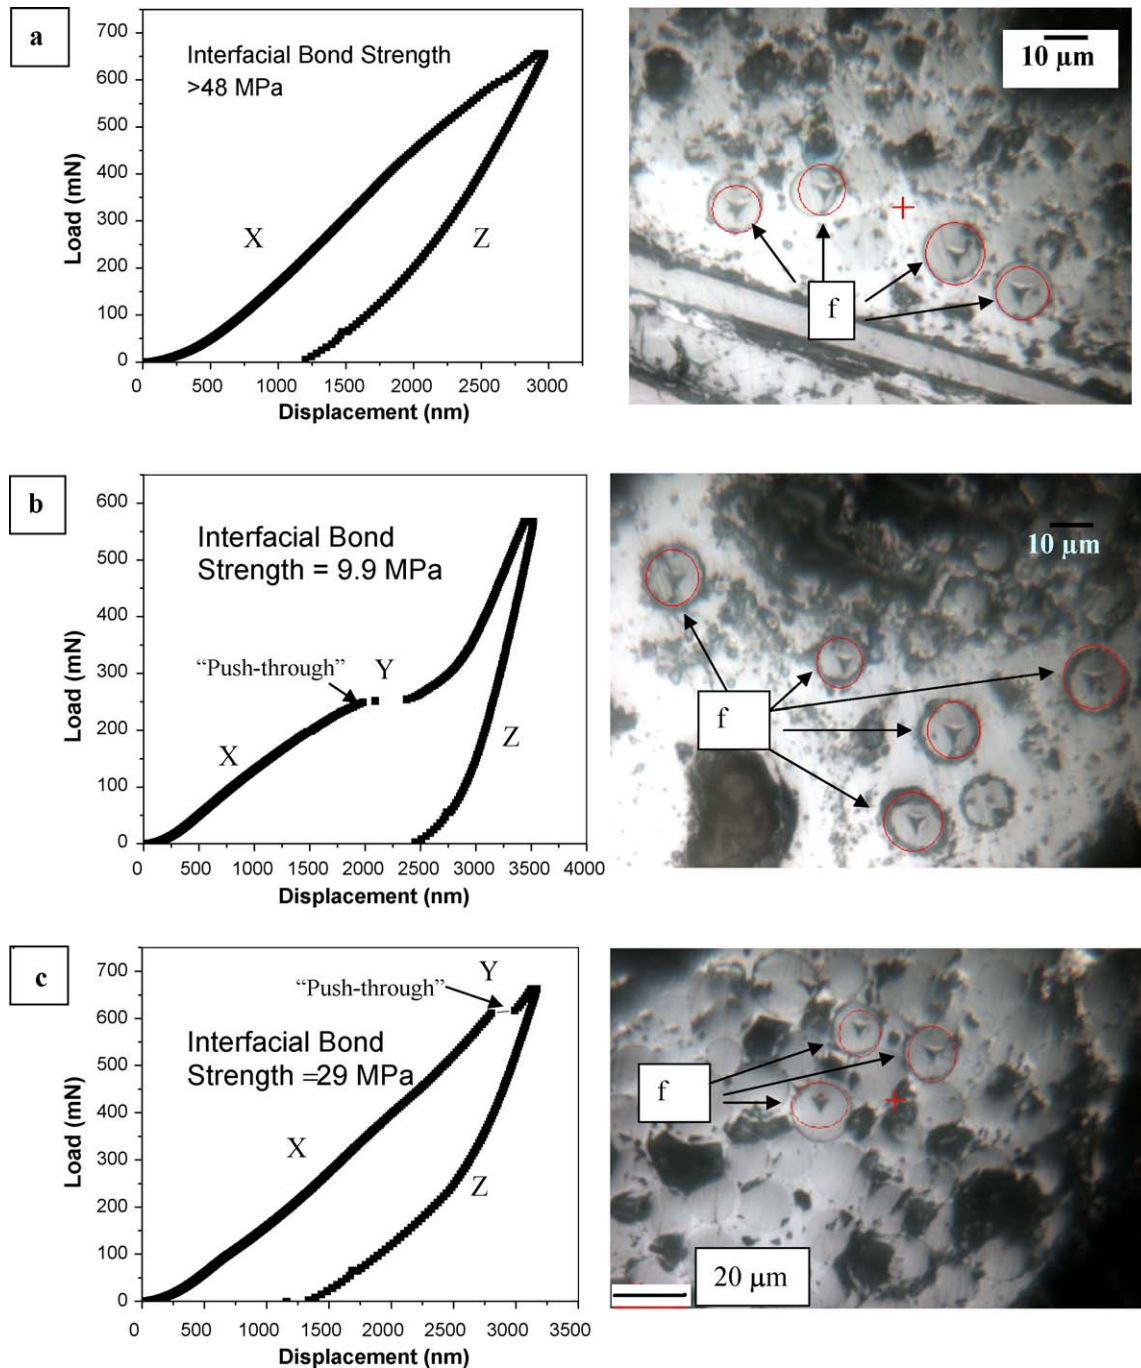 a
700
600
500
400
300
200
100
0
Load (mN)
Interfacial Bond Strength
>48 MPa
X
Z
0 500 1000 1500 2000 2500 3000
Displacement (nm)
10 µm
f
b
600
500
400
300
200
100
0
Load (mN)
Interfacial Bond
Strength = 9.9 MPa
“Push-through”
Y
X
Z
0 500 1000 1500 2000 2500 3000 3500 4000
Displacement (nm)
10 µm
f
c
700
600
500
400
300
200
100
0
Load (mN)
Y
“Push-through”
Interfacial Bond
Strength =29 MPa
X
Z
0 500 1000 1500 2000 2500 3000 3500
Displacement (nm)
f
20 µm